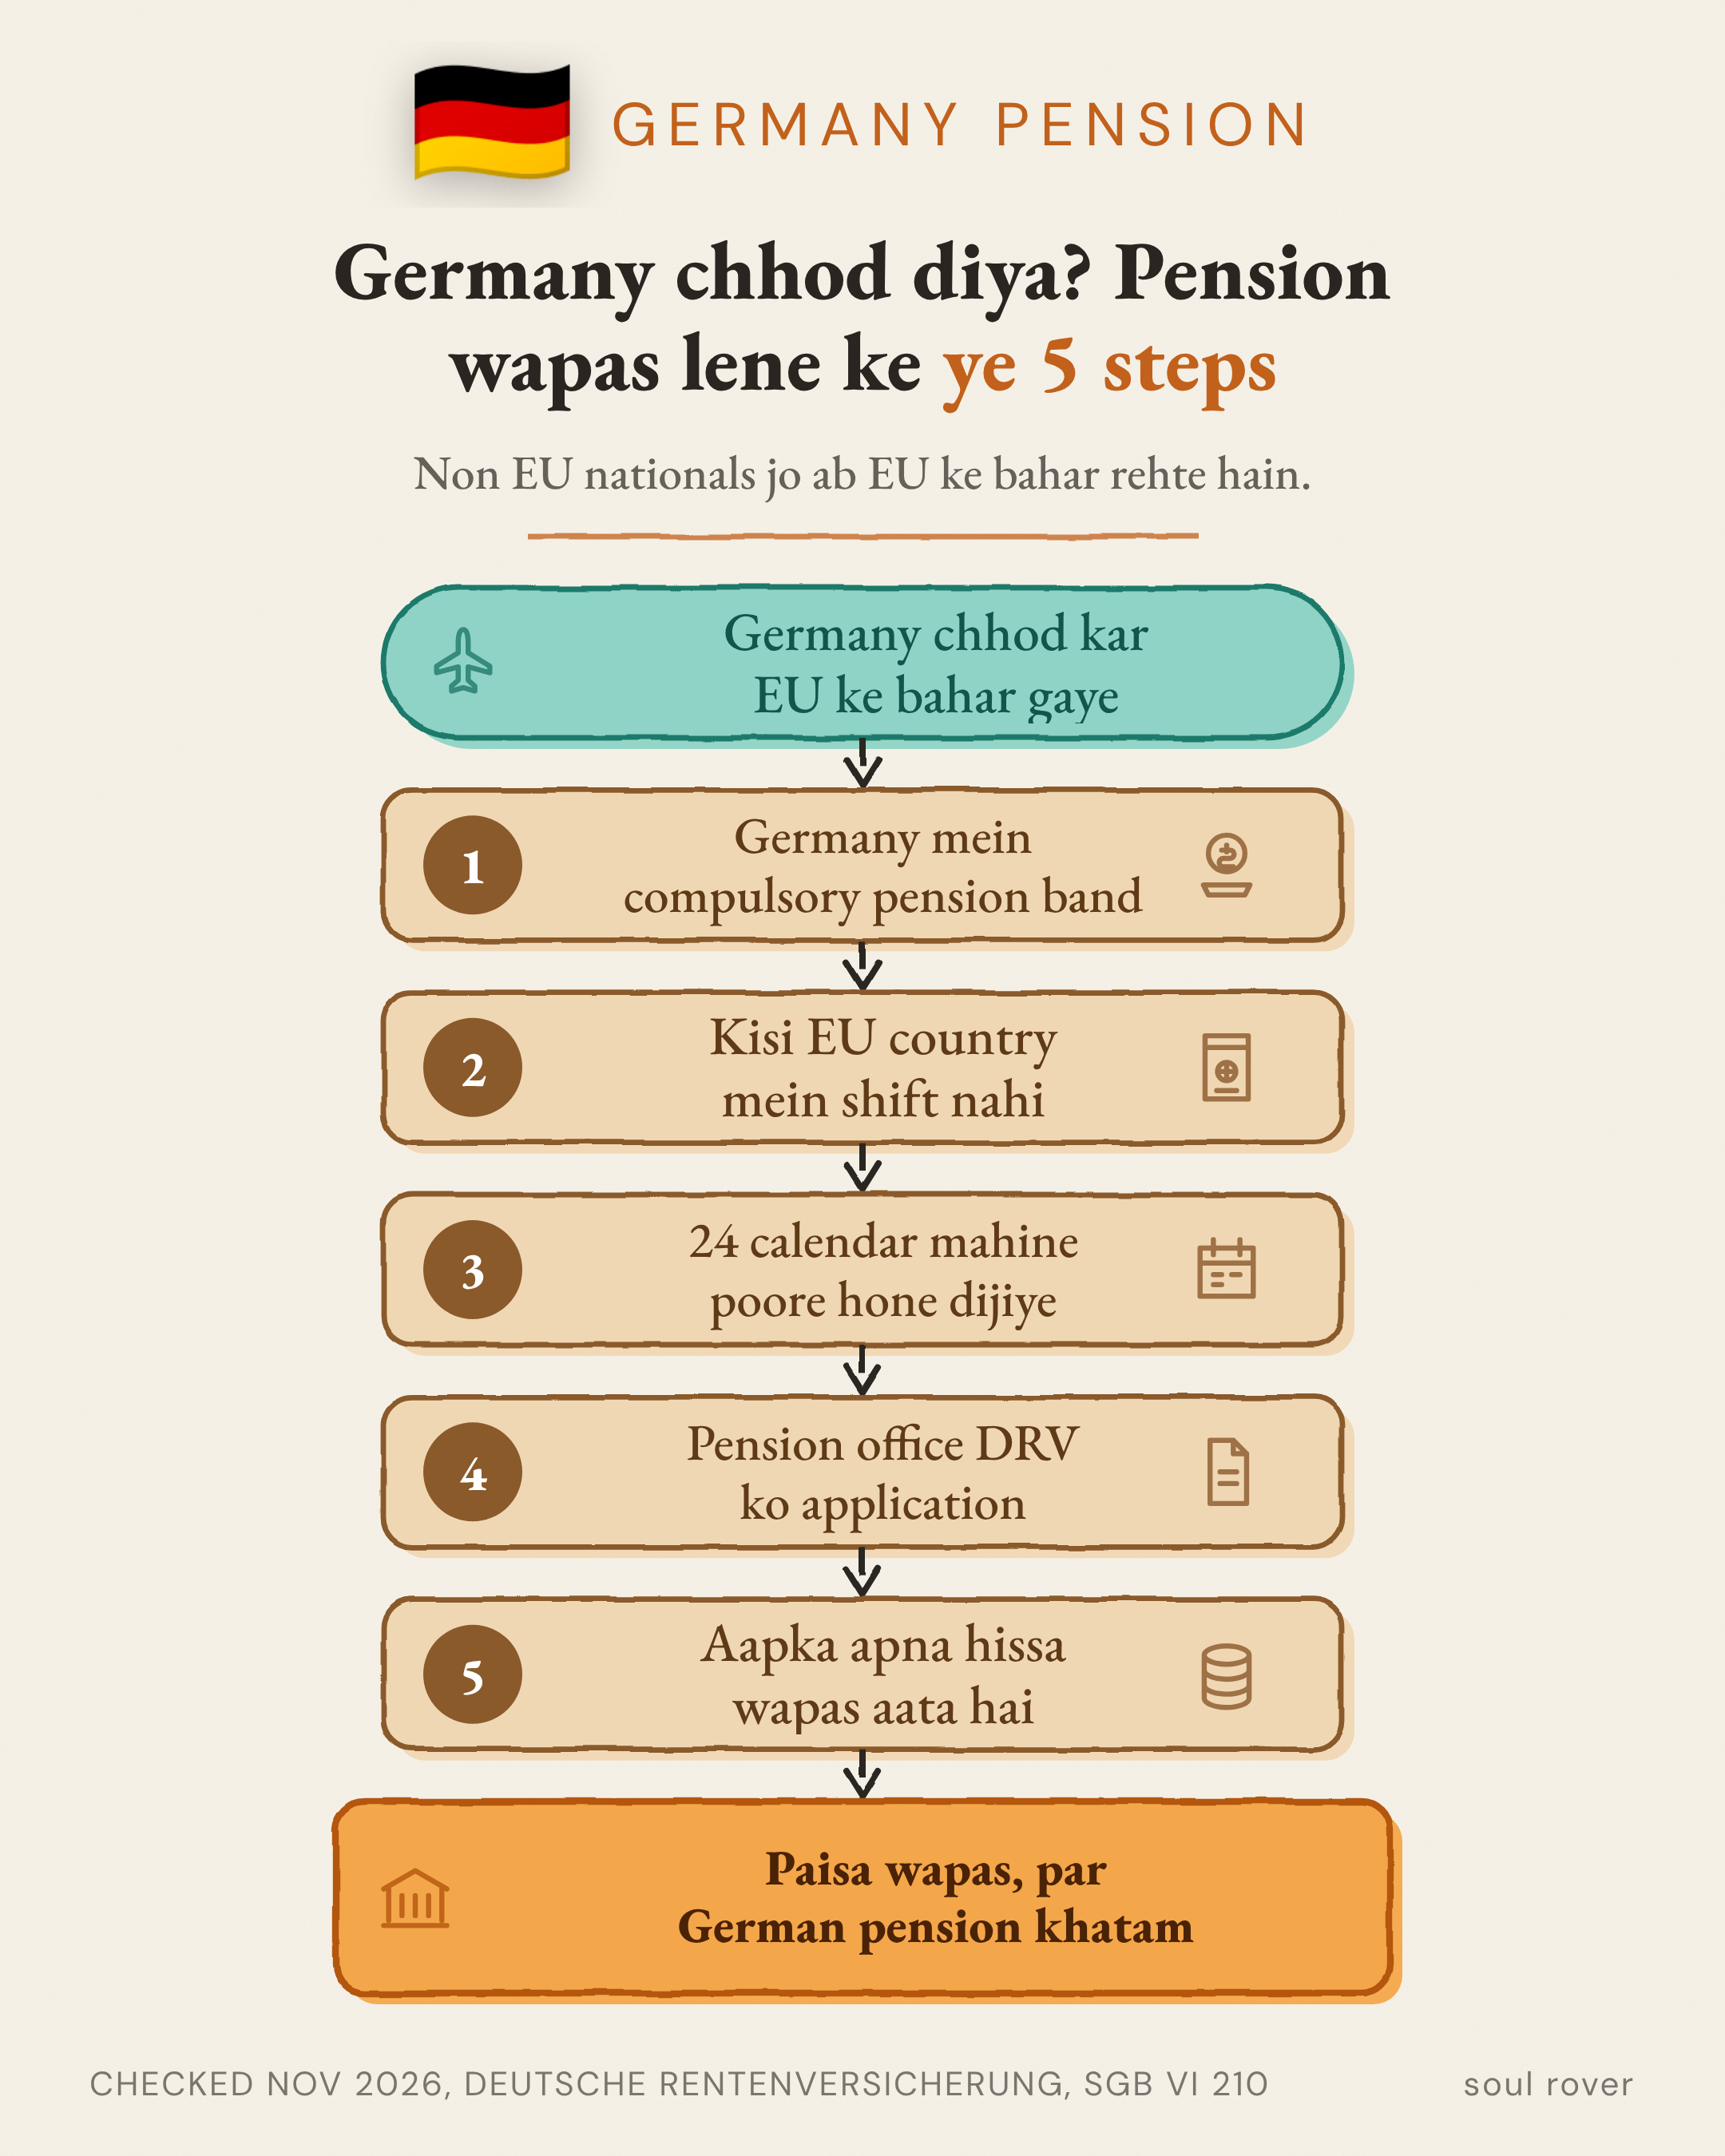 GERMANY PENSION
Germany chhod diya? Pension
wapas lene ke ye 5 steps
Non EU nationals jo ab EU ke bahar rehte hain.
Germany chhod kar
EU ke bahar gaye
1
Germany mein
compulsory pension band
2
Kisi EU country
mein shift nahi
3
24 calendar mahine
poore hone dijiye
4
Pension office DRV
ko application
5
Aapka apna hissa
wapas aata hai
Paisa wapas, par
German pension khatam
CHECKED NOV 2026, DEUTSCHE RENTENVERSICHERUNG, SGB VI 210
soul rover